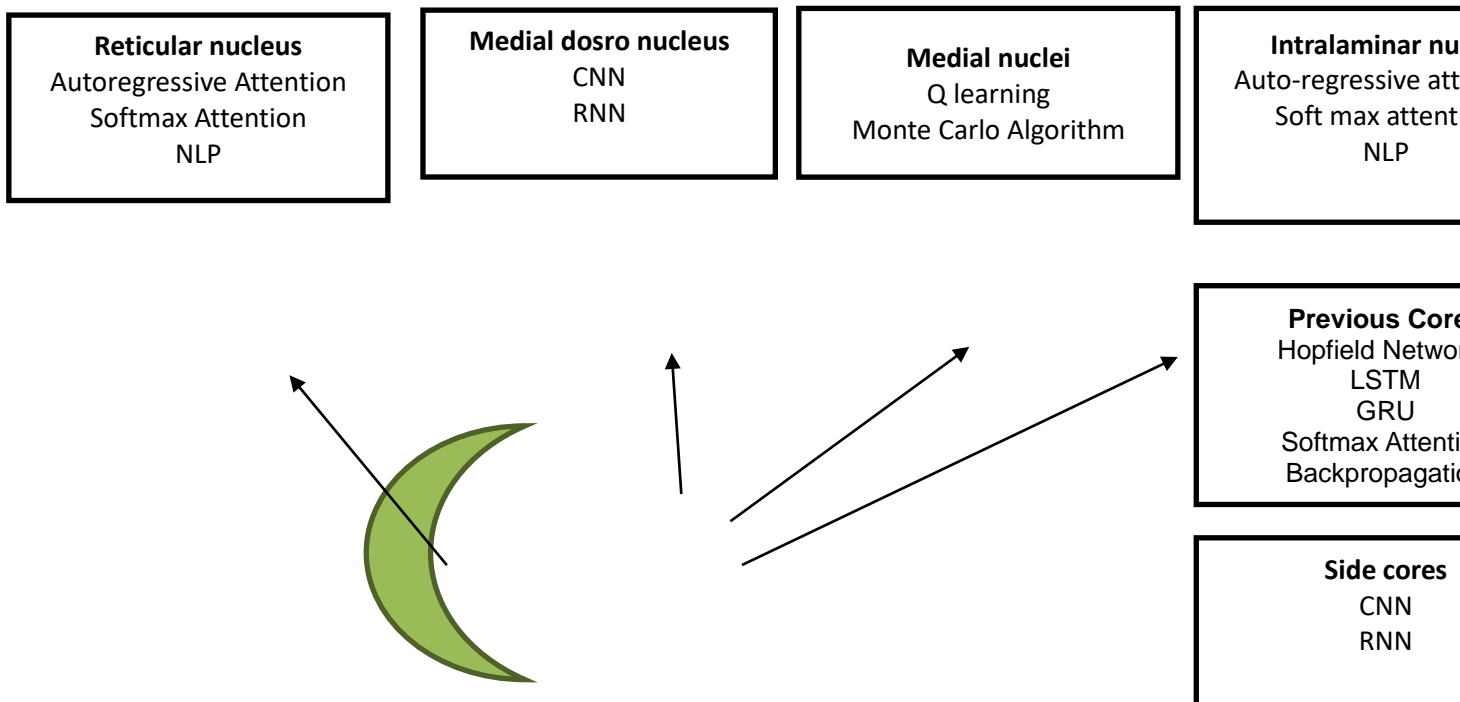 Reticular nucleus
Autoregressive Attention
Softmax Attention
NLP
Medial dosro nucleus
CNN
RNN
Medial nuclei
Q learning
Monte Carlo Algorithm
Intralaminar nu
Auto-regressive att
Soft max attent
NLP
Previous Core
Hopfield Networ
LSTM
GRU
Softmax Attenti
Backpropagatio
Side cores
CNN
RNN